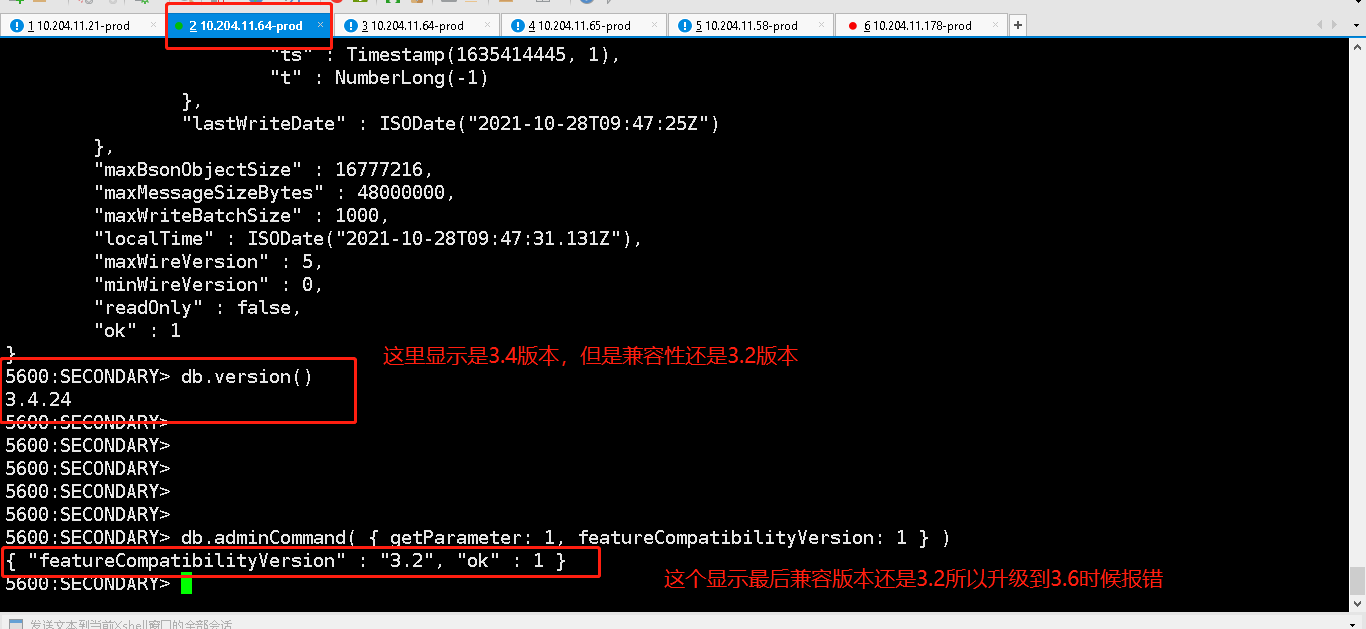 1 10.204.11.21-prod × 2 10.204.11.64-prod × 3 10.204.11.64-prod × 4 10.204.11.65-prod × 5 10.204.11.58-prod × 6 10.204.11.178-prod × +
"ts" : Timestamp(1635414445, 1),
"t" : NumberLong(-1)
},
"lastWriteDate" : ISODate("2021-10-28T09:47:25Z")
},
"maxBsonObjectSize" : 16777216,
"maxMessageSizeBytes" : 48000000,
"maxWriteBatchSize" : 1000,
"localTime" : ISODate("2021-10-28T09:47:31.131Z"),
"maxWireVersion" : 5,
"minWireVersion" : 0,
"readOnly" : false,
"ok" : 1
}
这里显示是3.4版本，但是兼容性还是3.2版本
5600:SECONDARY> db.version()
3.4.24
5600:SECONDARY>
5600:SECONDARY>
5600:SECONDARY>
5600:SECONDARY>
5600:SECONDARY>
5600:SECONDARY> db.adminCommand( { getParameter: 1, featureCompatibilityVersion: 1 } )
{ "featureCompatibilityVersion" : "3.2", "ok" : 1 }
5600:SECONDARY>
这个显示最后兼容版本还是3.2所以升级到3.6时候报错
发送文本到当前Xshell窗口的全部会话